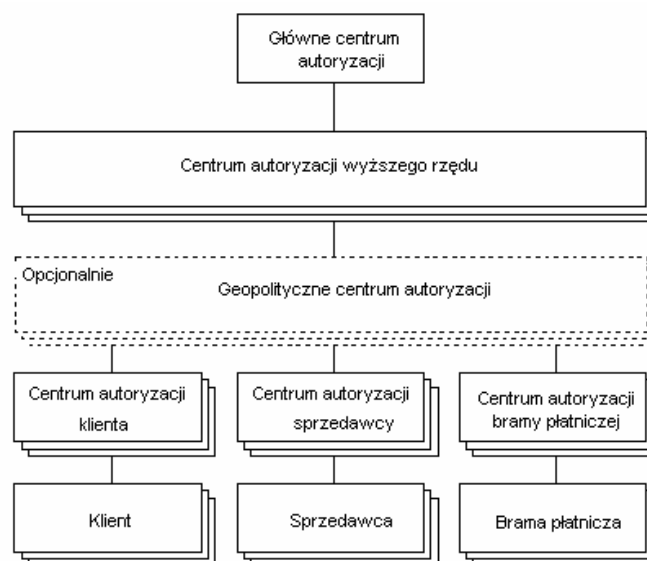 Główne centrum
autoryzacji
Centrum autoryzacji wyższego rzędu
Opcjonalnie
Geopolityczne centrum autoryzacji
Centrum autoryzacji
klienta
Centrum autoryzacji
sprzedawcy
Centrum autoryzacji
bramy płatniczej
Klient
Sprzedawca
Brama płatnicza